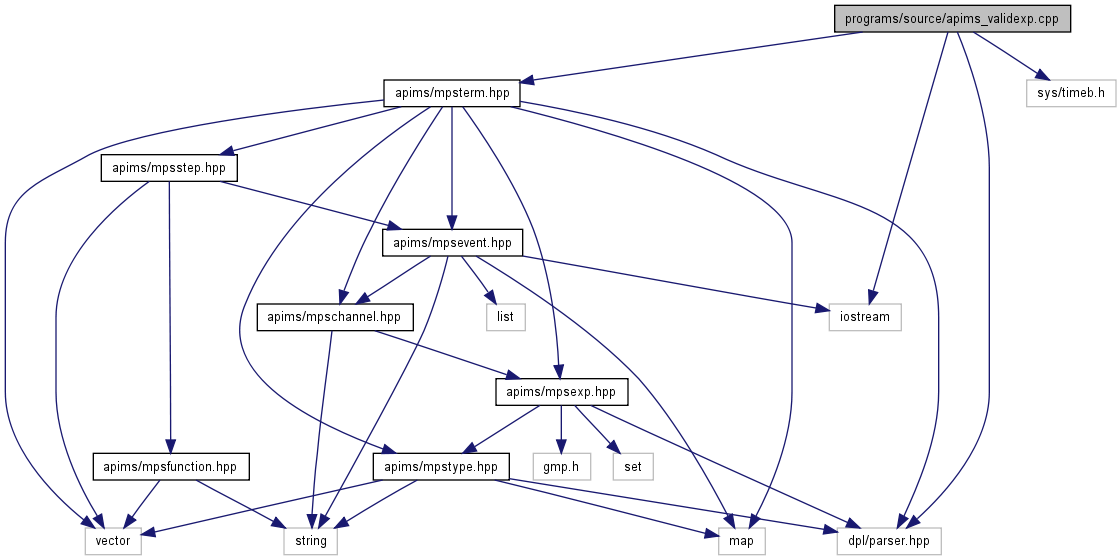 programs/source/apims_validexp.cpp
apims/mpsterm.hpp
sys/timeb.h
apims/mpsstep.hpp
apims/mpsevent.hpp
apims/mpschannel.hpp
list
iostream
apims/mpsexp.hpp
apims/mpsfunction.hpp
apims/mpstype.hpp
gmp.h
set
vector
string
map
dpl/parser.hpp